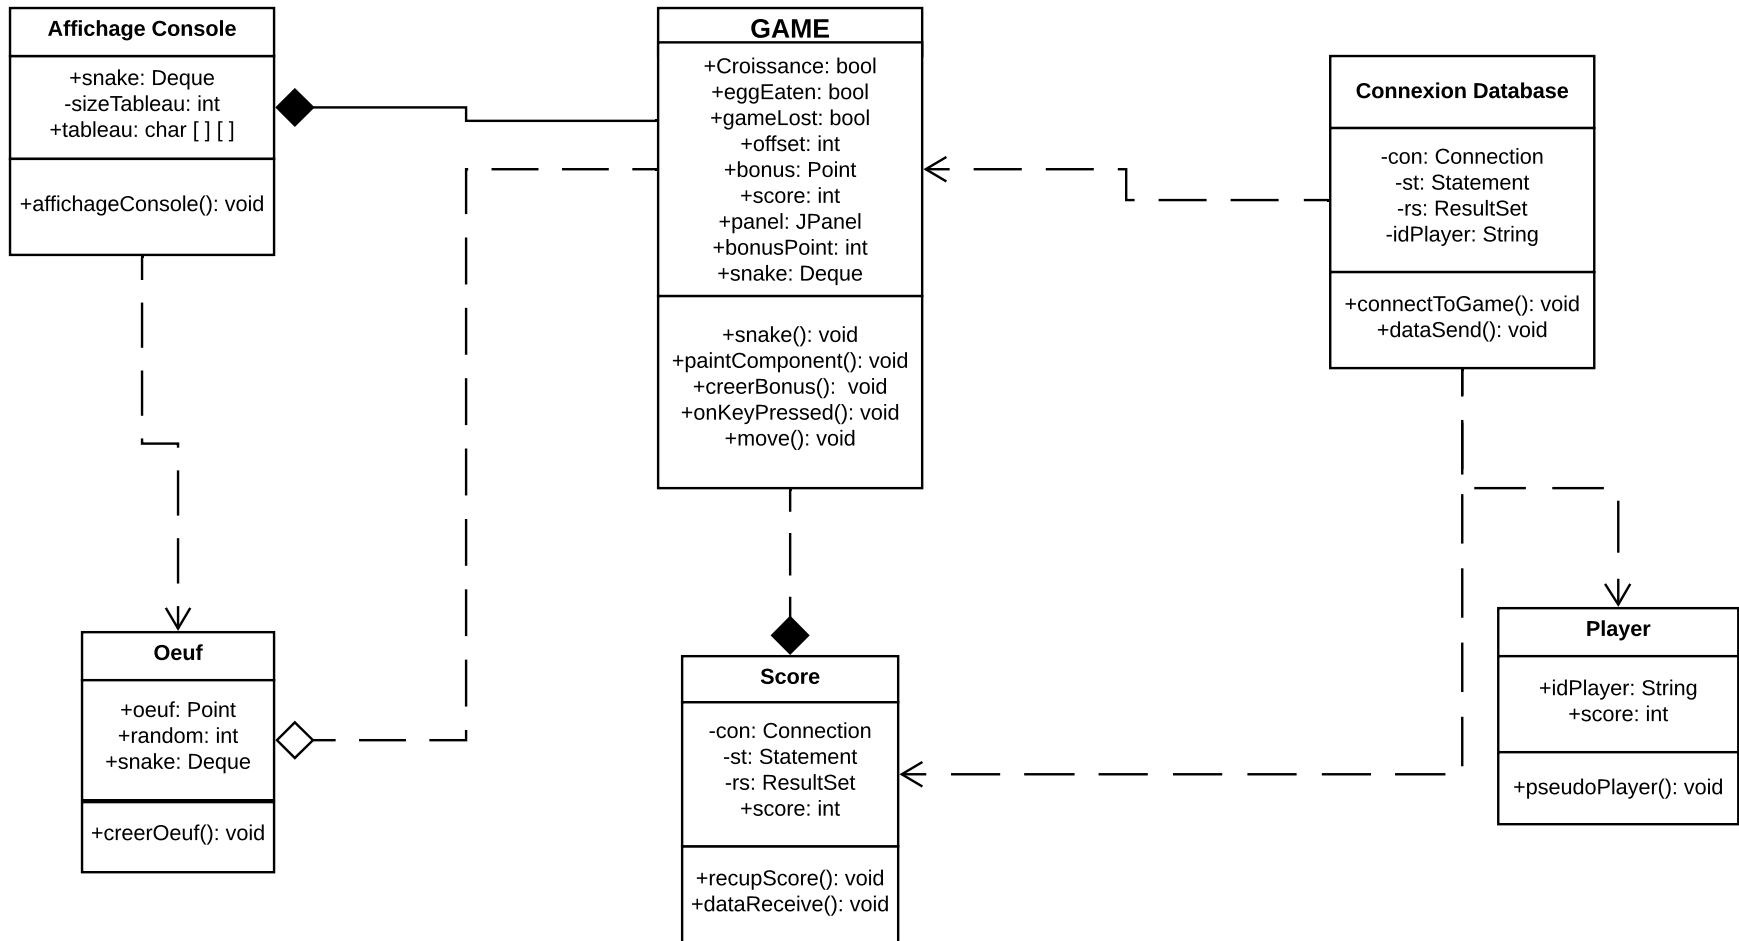 Affichage Console
+snake: Deque
-sizeTableau: int
+tableau: char [ ] [ ]
+affichageConsole(): void
GAME
+Croissance: bool
+eggEaten: bool
+gameLost: bool
+offset: int
+bonus: Point
+score: int
+panel: JPanel
+bonusPoint: int
+snake: Deque
+snake(): void
+paintComponent(): void
+creerBonus():  void
+onKeyPressed(): void
+move(): void
Connexion Database
-con: Connection
-st: Statement
-rs: ResultSet
-idPlayer: String
+connectToGame(): void
+dataSend(): void
Oeuf
+oeuf: Point
+random: int
+snake: Deque
+creerOeuf(): void
Score
-con: Connection
-st: Statement
-rs: ResultSet
+score: int
+recupScore(): void
+dataReceive(): void
Player
+idPlayer: String
+score: int
+pseudoPlayer(): void